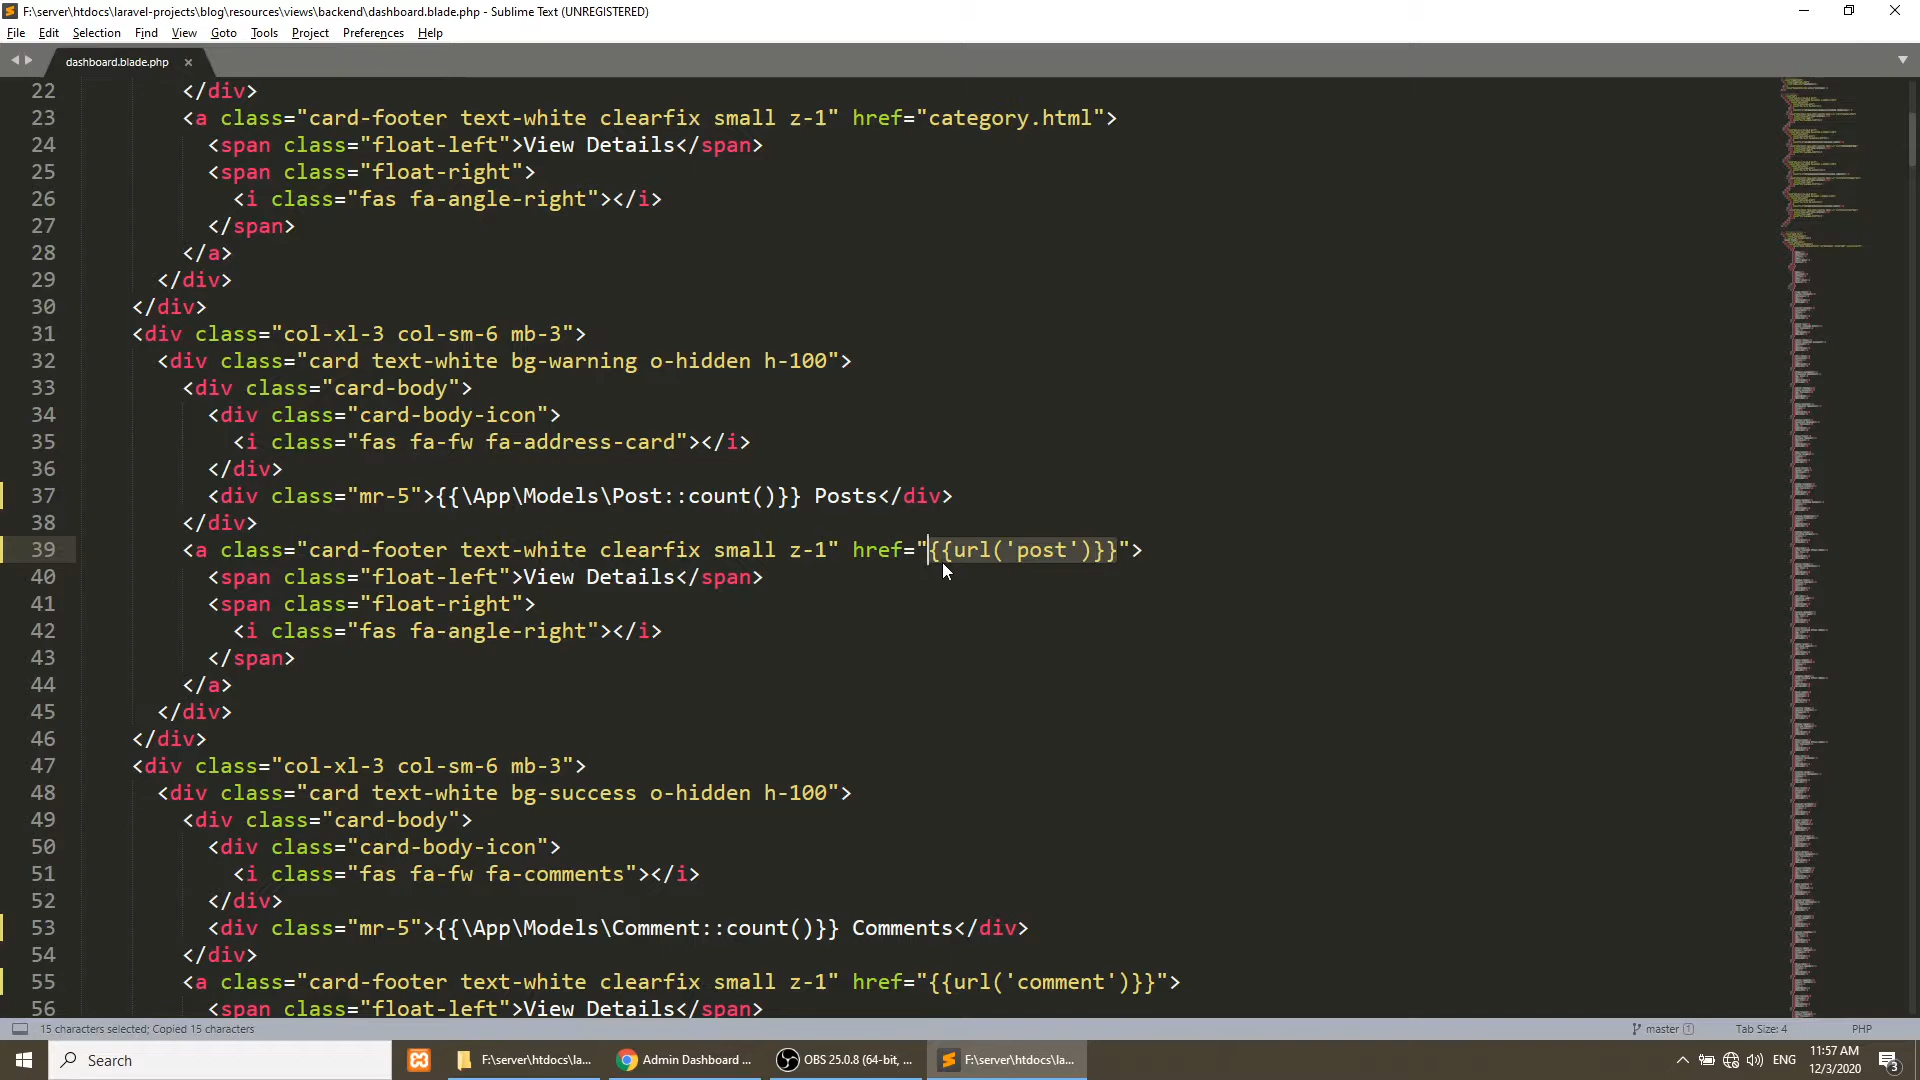 F:\server\htdocs\laravel-projects\blog\resources\views\backend\dashboard.blade.php - Sublime Text (UNREGISTERED)
File Edit Selection Find View Goto Tools Project Preferences Help
dashboard.blade.php ×
22 </div>
23 <a class="card-footer text-white clearfix small z-1" href="category.html">
24 <span class="float-left">View Details</span>
25 <span class="float-right">
26 <i class="fas fa-angle-right"></i>
27 </span>
28 </a>
29 </div>
30 </div>
31 <div class="col-xl-3 col-sm-6 mb-3">
32 <div class="card text-white bg-warning o-hidden h-100">
33 <div class="card-body">
34 <div class="card-body-icon">
35 <i class="fas fa-fw fa-address-card"></i>
36 </div>
37 <div class="mr-5">{{\App\Models\Post::count()}} Posts</div>
38 </div>
39 <a class="card-footer text-white clearfix small z-1" href="{{url('post')}}">
40 <span class="float-left">View Details</span>
41 <span class="float-right">
42 <i class="fas fa-angle-right"></i>
43 </span>
44 </a>
45 </div>
46 </div>
47 <div class="col-xl-3 col-sm-6 mb-3">
48 <div class="card text-white bg-success o-hidden h-100">
49 <div class="card-body">
50 <div class="card-body-icon">
51 <i class="fas fa-fw fa-comments"></i>
52 </div>
53 <div class="mr-5">{{\App\Models\Comment::count()}} Comments</div>
54 </div>
55 <a class="card-footer text-white clearfix small z-1" href="{{url('comment')}}">
56 <span class="float-left">View Details</span>
15 characters selected; Copied 15 characters master 1 Tab Size: 4 PHP
Search F:\server\htdocs\la... Admin Dashboard ... OBS 25.0.8 (64-bit, ... F:\server\htdocs\la... ENG 11:57 AM 3
12/3/2020